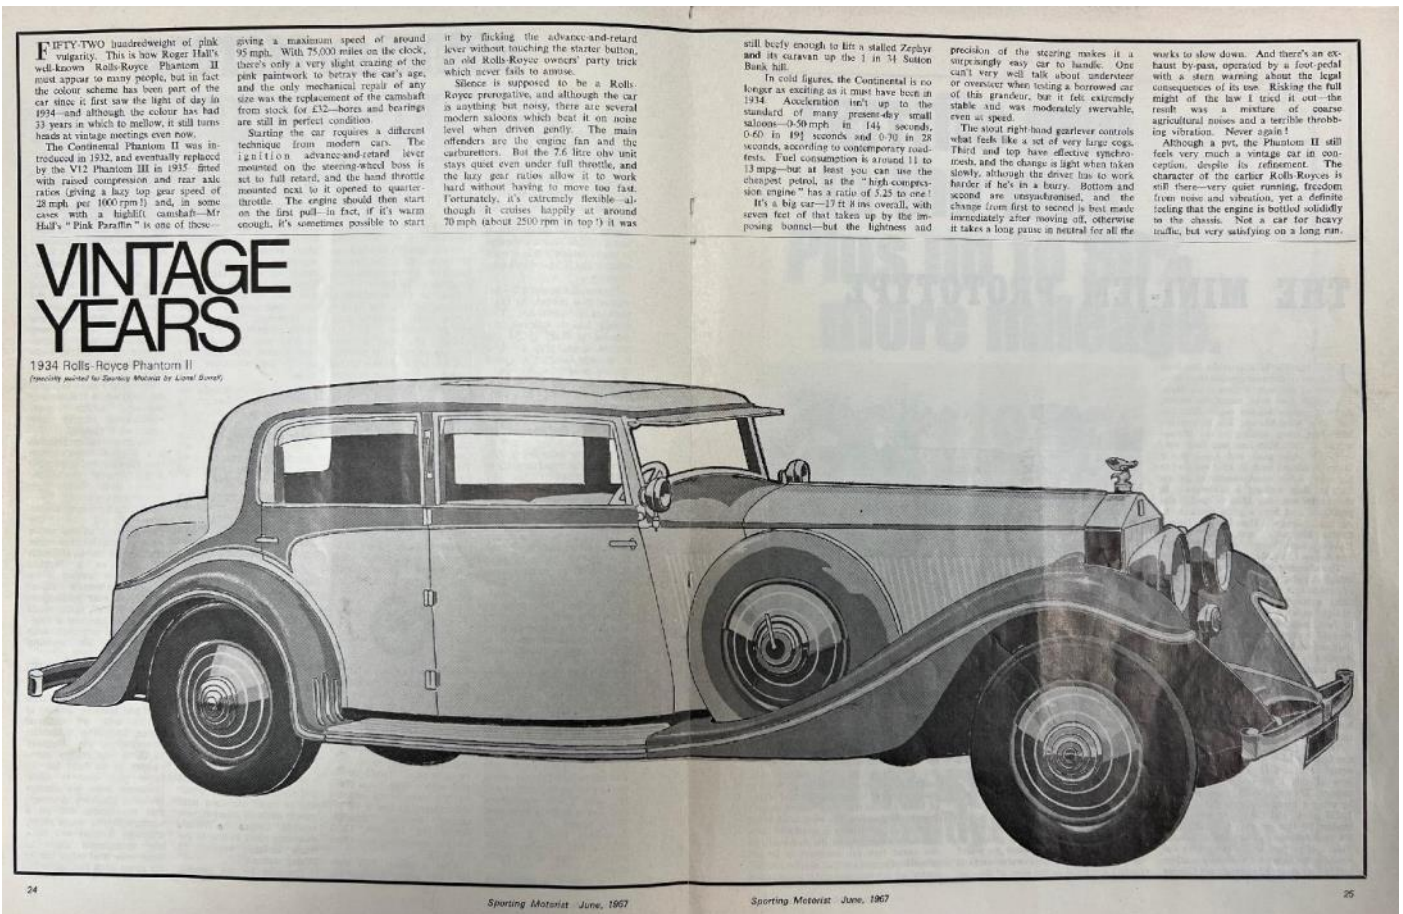 FIFTY-TWO hundredweight of pink
vulgarity. This is how Roger Hall's
well-known Rolls-Royce Phantom II
must appear to many people, but in fact
the colour scheme has been part of the
car since it first saw the light of day in
1934—and although the colour has had
33 years in which to mellow, it still turns
heads at vintage meetings even now.
The Continental Phantom II was in-
troduced in 1932, and eventually replaced
by the V12 Phantom III in 1935 fitted
with raised compression and rear axle
ratios (giving a lazy top gear speed of
28 mph per 1000 rpm!) and, in some
cases with a highlift camshaft—Mr
Hall's "Pink Paraffin" is one of these—
giving a maximum speed of around
95 mph. With 75,000 miles on the clock,
there's only a very slight crazing of the
pink paintwork to betray the car's age,
and the only mechanical repair of any
size was the replacement of the camshaft
from stock for £12—bores and bearings
are still in perfect condition.
Starting the car requires a different
technique from modern cars. The
ignition advance-and-retard lever
mounted on the steering-wheel boss is
set to full retard, and the hand throttle
mounted next to it opened to quarter-
throttle. The engine should then start
on the first pull—in fact, if it's warm
enough, it's sometimes possible to start
it by flicking the advance-and-retard
lever without touching the starter button,
an old Rolls-Royce owners' party trick
which never fails to amuse.
Silence is supposed to be a Rolls-
Royce prerogative, and although the car
is anything but noisy, there are several
modern saloons which beat it on noise
level when driven gently. The main
offenders are the engine fan and the
carburettors. But the 7.6 litre ohv unit
stays quiet even under full throttle, and
the lazy gear ratios allow it to work
hard without having to move too fast.
Fortunately, it's extremely flexible—al-
though it cruises happily at around
70 mph (about 2500 rpm in top!) it was
still beefy enough to lift a stalled Zephyr
and its caravan up the 1 in 3¼ Sutton
Bank hill.
In cold figures, the Continental is no
longer as exciting as it must have been in
1934. Acceleration isn't up to the
standard of many present-day small
saloons—0-50 mph in 14¼ seconds,
0-60 in 19¾ seconds and 0-70 in 28
seconds, according to contemporary road-
tests. Fuel consumption is around 11 to
13 mpg—but at least you can use the
cheapest petrol, as the "high-compres-
sion engine" has a ratio of 5.25 to one!
It's a big car—17 ft 8 ins overall, with
seven feet of that taken up by the im-
posing bonnet—but the lightness and
precision of the steering makes it a
surprisingly easy car to handle. One
can't very well talk about understeer
or oversteer when testing a borrowed car
of this grandeur, but it felt extremely
stable and was moderately swervable,
even at speed.
The stout right-hand gearlever controls
what feels like a set of very large cogs.
Third and top have effective synchro-
mesh, and the change is light when taken
slowly, although the driver has to work
harder if he's in a hurry. Bottom and
second are unsynchronised, and the
change from first to second is best made
immediately after moving off, otherwise
it takes a long pause in neutral for all the
works to slow down. And there's an ex-
haust by-pass, operated by a foot-pedal
with a stern warning about the legal
consequences of its use. Risking the full
might of the law I tried it out—the
result was a mixture of coarse
agricultural noises and a terrible throbb-
ing vibration. Never again!
Although a pvt, the Phantom II still
feels very much a vintage car in con-
ception, despite its refinement. The
character of the earlier Rolls-Royces is
still there—very quiet running, freedom
from noise and vibration, yet a definite
feeling that the engine is bottled solididly
to the chassis. Not a car for heavy
traffic, but very satisfying on a long run.
VINTAGE
YEARS
1934 Rolls-Royce Phantom II
(specially painted for Sporting Motorist by Lionel Burrell)
24
Sporting Motorist June, 1967
Sporting Motorist June, 1967
25